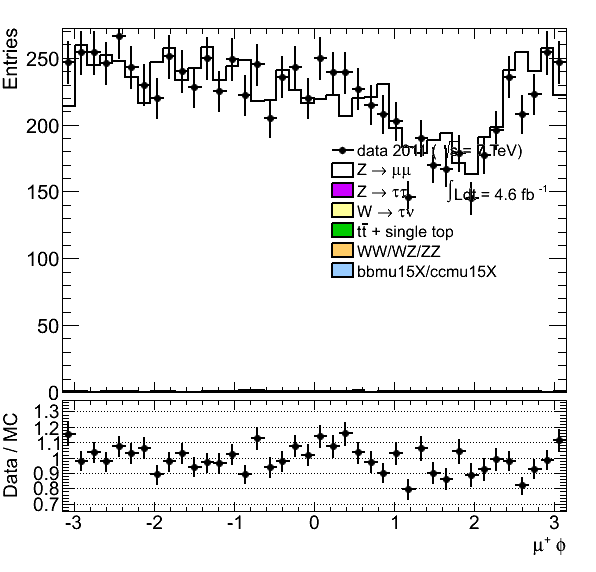 Entries
250
200
150
100
50
0
data 2011 ( √s = 7 TeV)
Z → μμ
Z → ττ
∫Ldt = 4.6 fb⁻¹
W → τν
tt̄ + single top
WW/WZ/ZZ
bbmu15X/ccmu15X
Data / MC
1.3
1.2
1.1
1
0.9
0.8
0.7
-3 -2 -1 0 1 2 3
μ⁺ ϕ